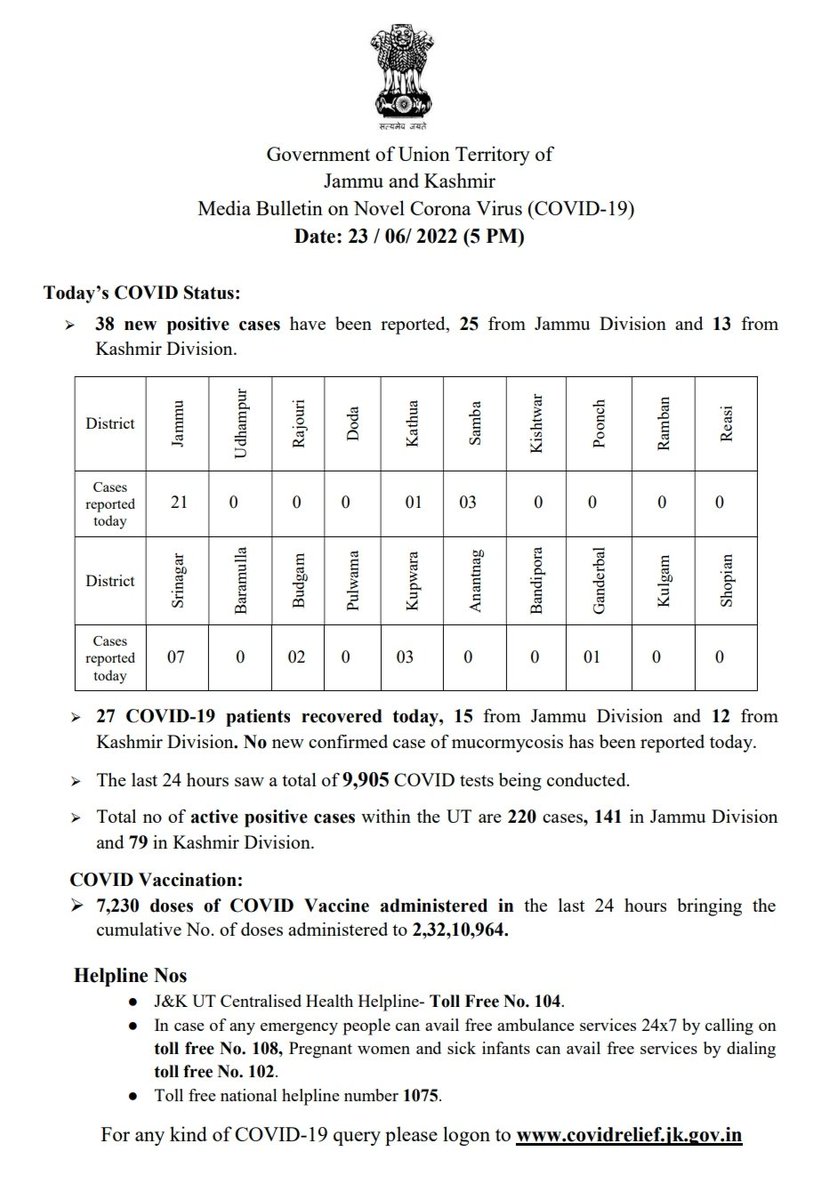 सत्यमेव जयते
Government of Union Territory of
Jammu and Kashmir
Media Bulletin on Novel Corona Virus (COVID-19)
Date: 23 / 06/ 2022 (5 PM)
Today’s COVID Status:
➢ 38 new positive cases have been reported, 25 from Jammu Division and 13 from
Kashmir Division.
District Jammu Udhampur Rajouri Doda Kathua Samba Kishtwar Poonch Ramban Reasi
Cases
reported
today
21 0 0 0 01 03 0 0 0 0
District Srinagar Baramulla Budgam Pulwama Kupwara Anantnag Bandipora Ganderbal Kulgam Shopian
Cases
reported
today
07 0 02 0 03 0 0 01 0 0
➢ 27 COVID-19 patients recovered today, 15 from Jammu Division and 12 from
Kashmir Division. No new confirmed case of mucormycosis has been reported today.
➢ The last 24 hours saw a total of 9,905 COVID tests being conducted.
➢ Total no of active positive cases within the UT are 220 cases, 141 in Jammu Division
and 79 in Kashmir Division.
COVID Vaccination:
➢ 7,230 doses of COVID Vaccine administered in the last 24 hours bringing the
cumulative No. of doses administered to 2,32,10,964.
Helpline Nos
● J&K UT Centralised Health Helpline- Toll Free No. 104.
● In case of any emergency people can avail free ambulance services 24x7 by calling on
toll free No. 108, Pregnant women and sick infants can avail free services by dialing
toll free No. 102.
● Toll free national helpline number 1075.
For any kind of COVID-19 query please logon to www.covidrelief.jk.gov.in